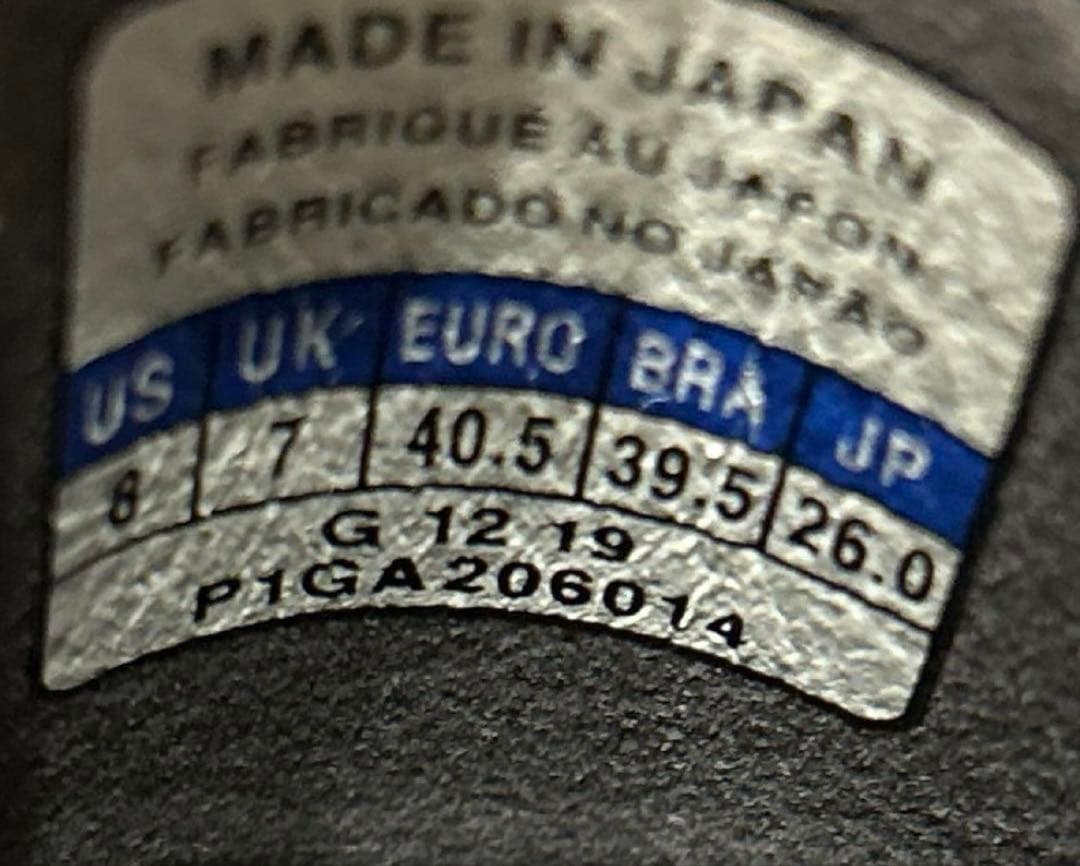 MADE IN JAPAN
FABRIQUÉ AU JAPON
FABRICADO NO JAPÃO
US UK EURO BRA JP
8 7 40.5 39.5 26.0
G 12 19
P1GA206014